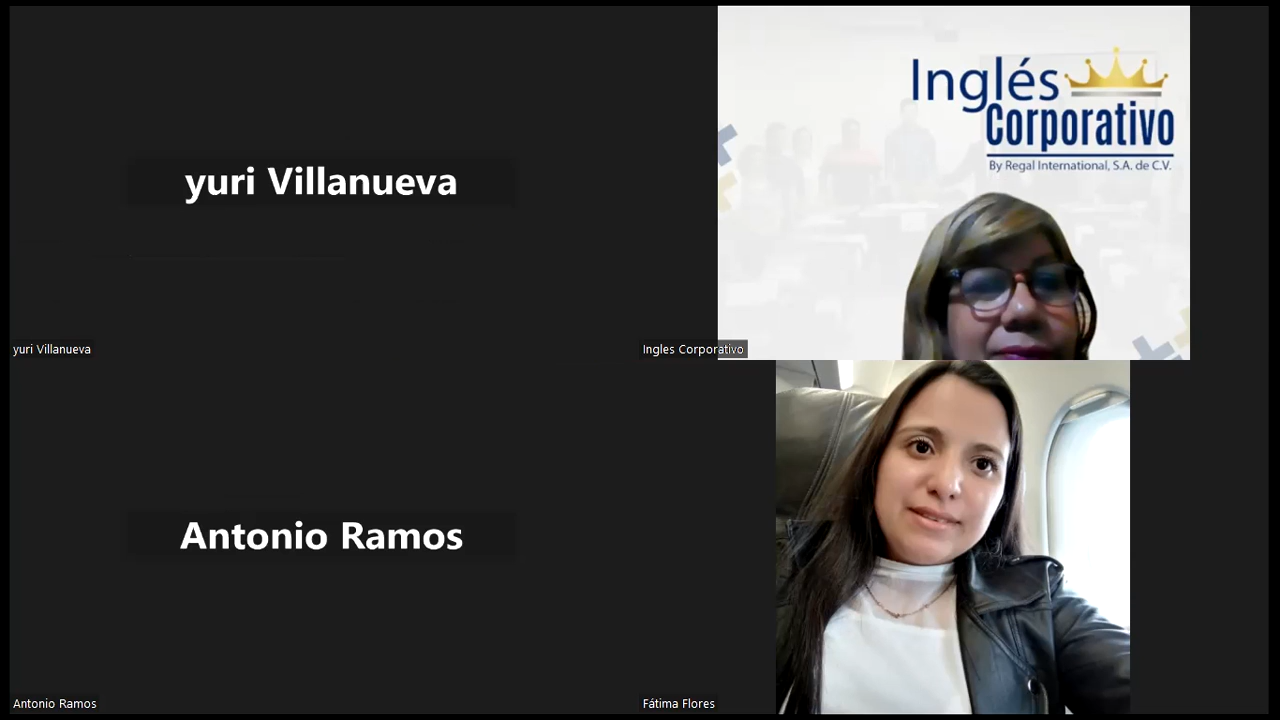 yuri Villanueva
yuri Villanueva
Inglés
Corporativo
By Regal International, S.A. de C.V.
Ingles Corporativo
Antonio Ramos
Antonio Ramos
Fátima Flores